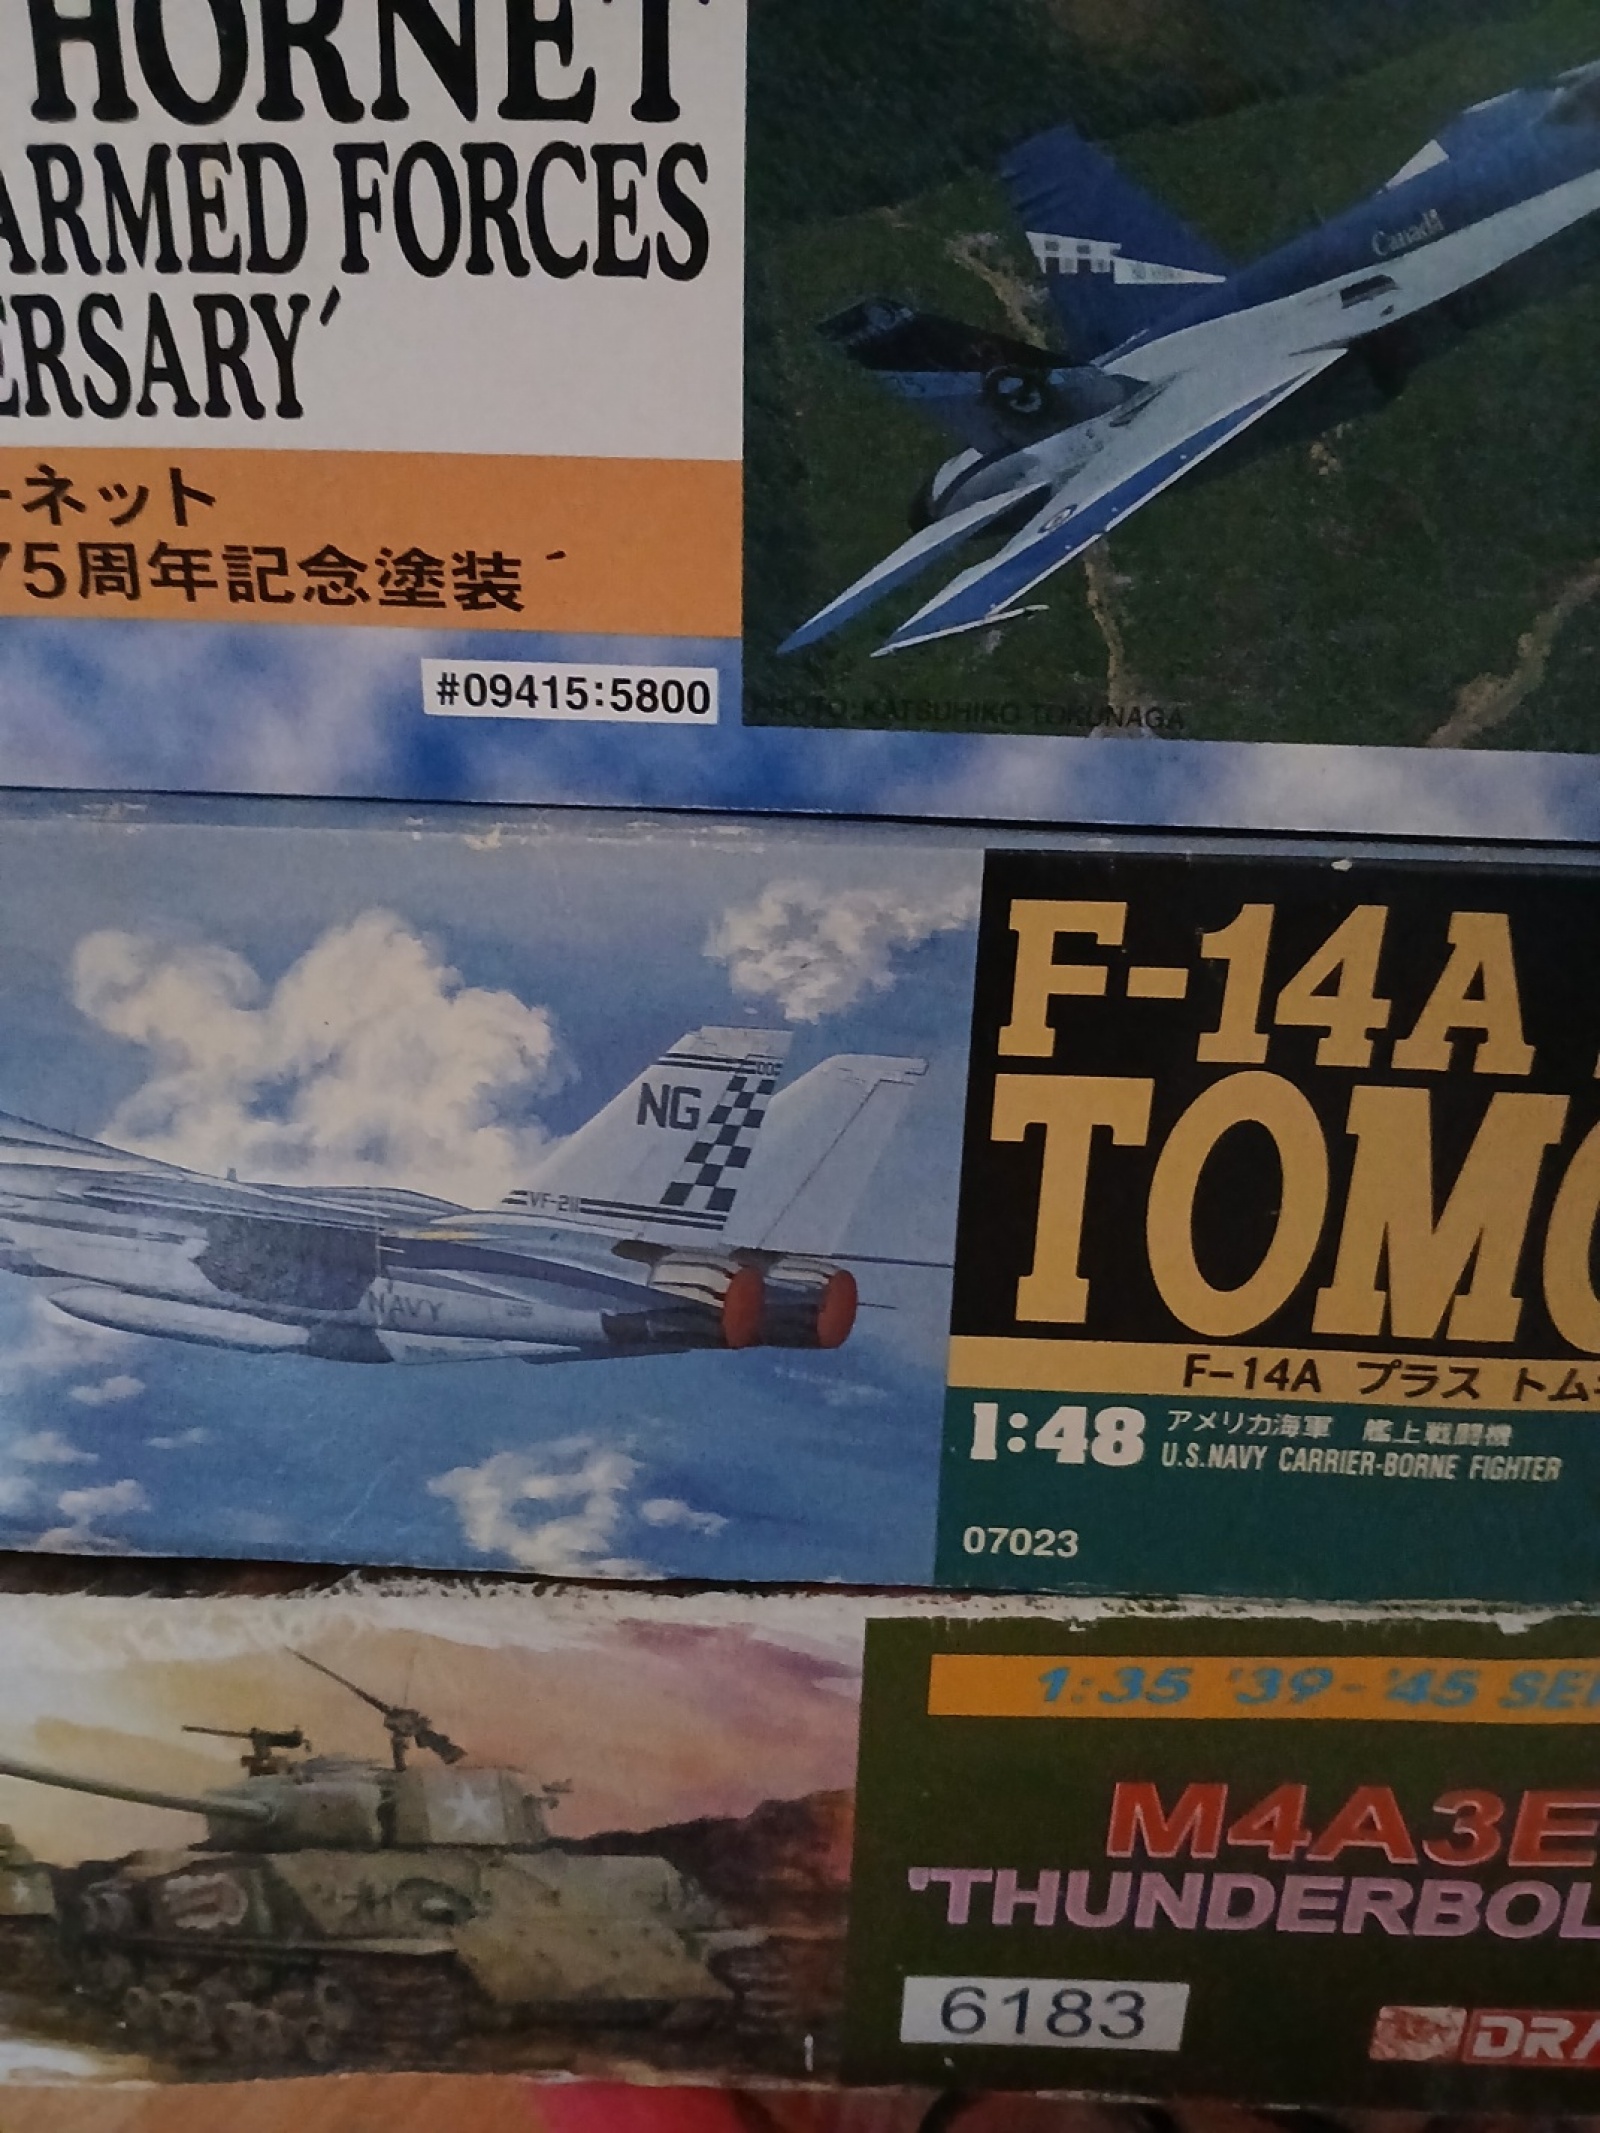 HORNET
ARMED FORCES
ERSARY'
ーネット
75周年記念塗装
#09415:5800
Canada
PHOTO: KATSUHIKO TOKUNAGA
NG
VF-211
NAVY
F-14A
TOMC
F-14A プラス トム
1:48 アメリカ海軍 艦上戦闘機
U.S.NAVY CARRIER-BORNE FIGHTER
07023
1:35 '39-'45 SE
M4A3E
'THUNDERBOL
6183
DRA